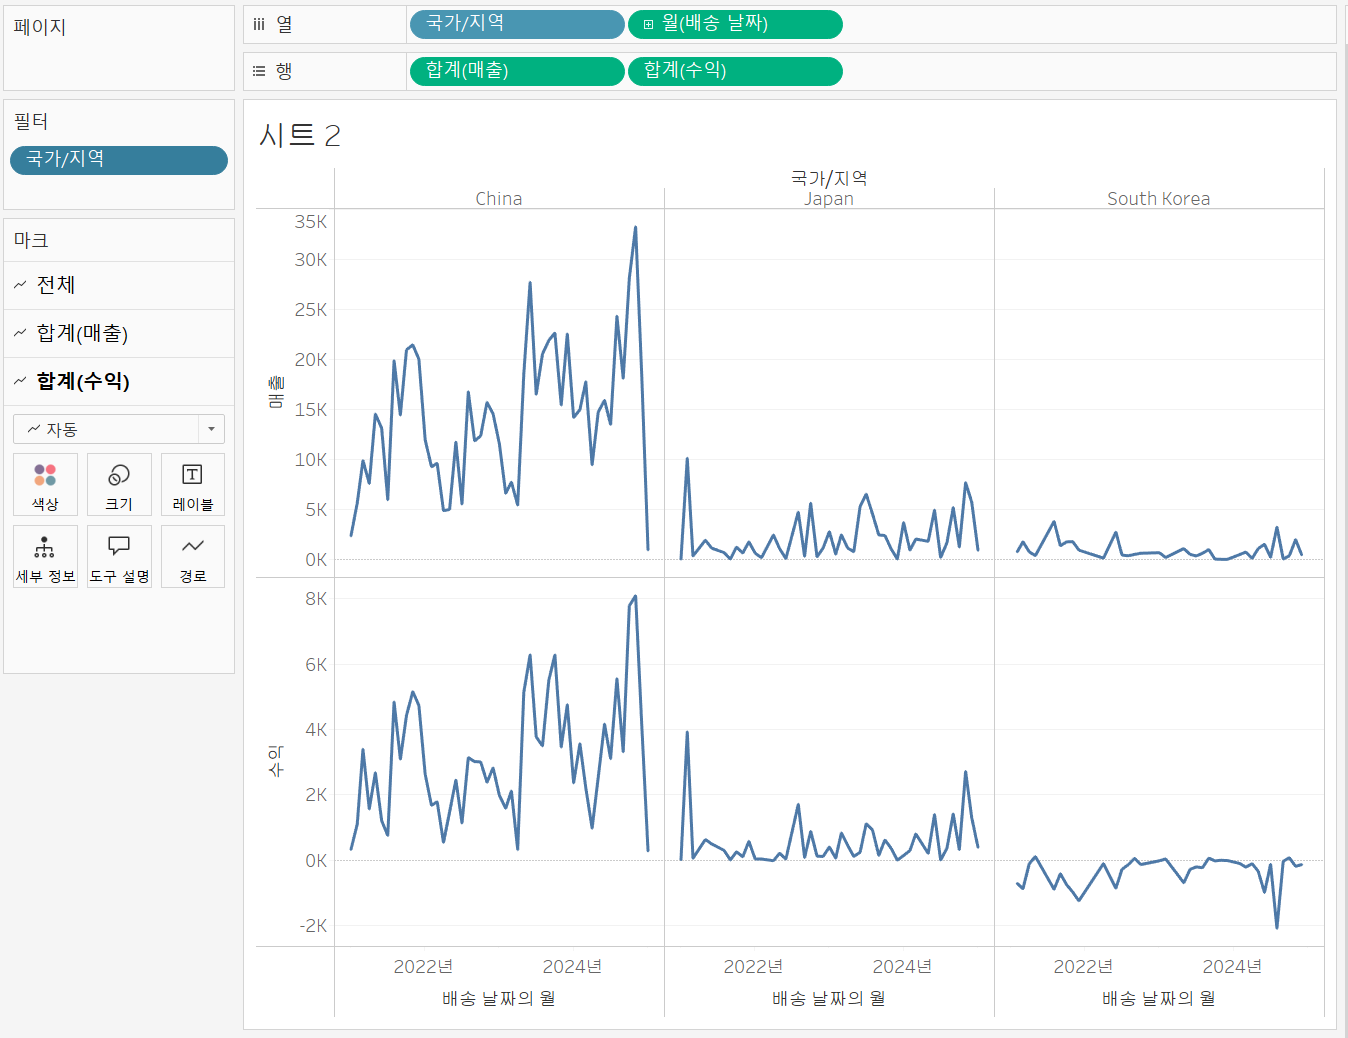 페이지
열
국가/지역
월(배송 날짜)
행
합계(매출)
합계(수익)
필터
국가/지역
마크
전체
합계(매출)
합계(수익)
자동
색상
크기
레이블
세부 정보
도구 설명
경로
시트 2
국가/지역
China
Japan
South Korea
매출
35K
30K
25K
20K
15K
10K
5K
0K
수익
8K
6K
4K
2K
0K
-2K
2022년
2024년
2022년
2024년
2022년
2024년
배송 날짜의 월
배송 날짜의 월
배송 날짜의 월